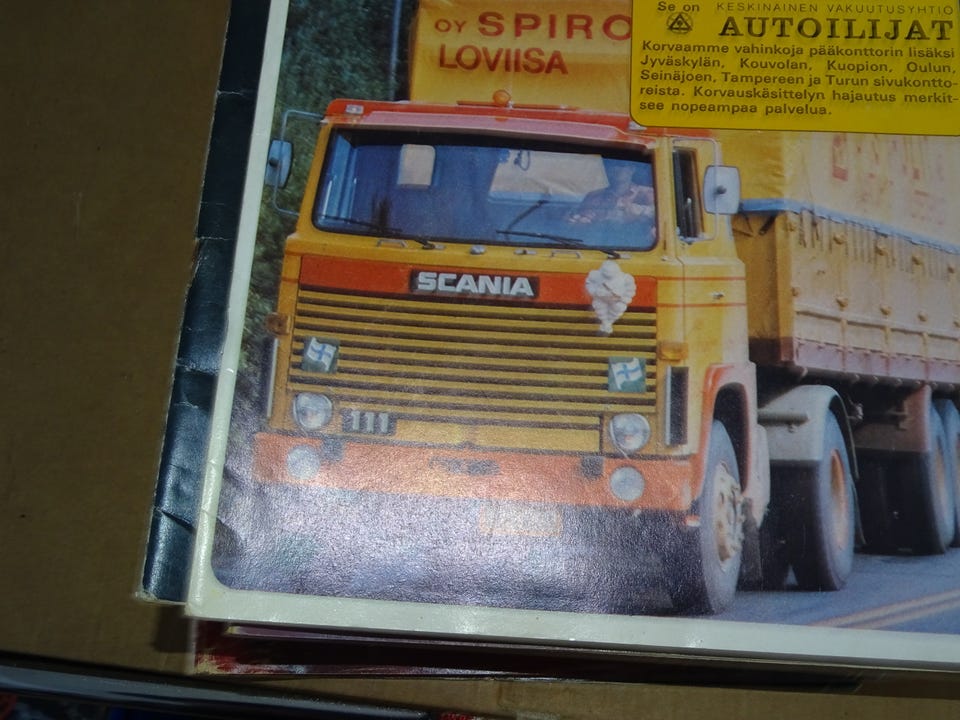 Se on KESKINÄINEN VAKUUTUSYHTIÖ
AUTOILIJAT
Korvaamme vahinkoja pääkonttorin lisäksi
Jyväskylän, Kouvolan, Kuopion, Oulun,
Seinäjoen, Tampereen ja Turun sivukontto-
reista. Korvauskäsittelyn hajautus merkit-
see nopeampaa palvelua.
OY SPIRO
LOVIISA
SCANIA
111